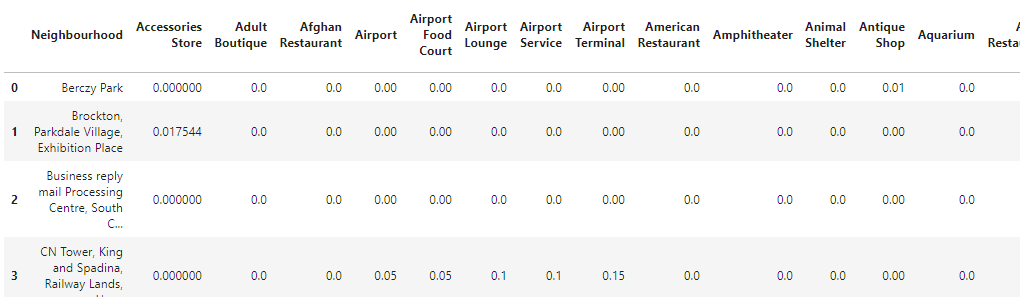 Neighbourhood Accessories Store Adult Boutique Afghan Restaurant Airport Airport Food Court Airport Lounge Airport Service Airport Terminal American Restaurant Amphitheater Animal Shelter Antique Shop Aquarium
0 Berczy Park 0.000000 0.0 0.0 0.00 0.00 0.0 0.0 0.00 0.0 0.0 0.0 0.01 0.0
Brockton,
1 Parkdale Village, 0.017544 0.0 0.0 0.00 0.00 0.0 0.0 0.00 0.0 0.0 0.0 0.00 0.0
Exhibition Place
Business reply
mail Processing
2 Centre, South 0.000000 0.0 0.0 0.00 0.00 0.0 0.0 0.00 0.0 0.0 0.0 0.00 0.0
C...
CN Tower, King
3 and Spadina, 0.000000 0.0 0.0 0.05 0.05 0.1 0.1 0.15 0.0 0.0 0.0 0.00 0.0
Railway Lands,